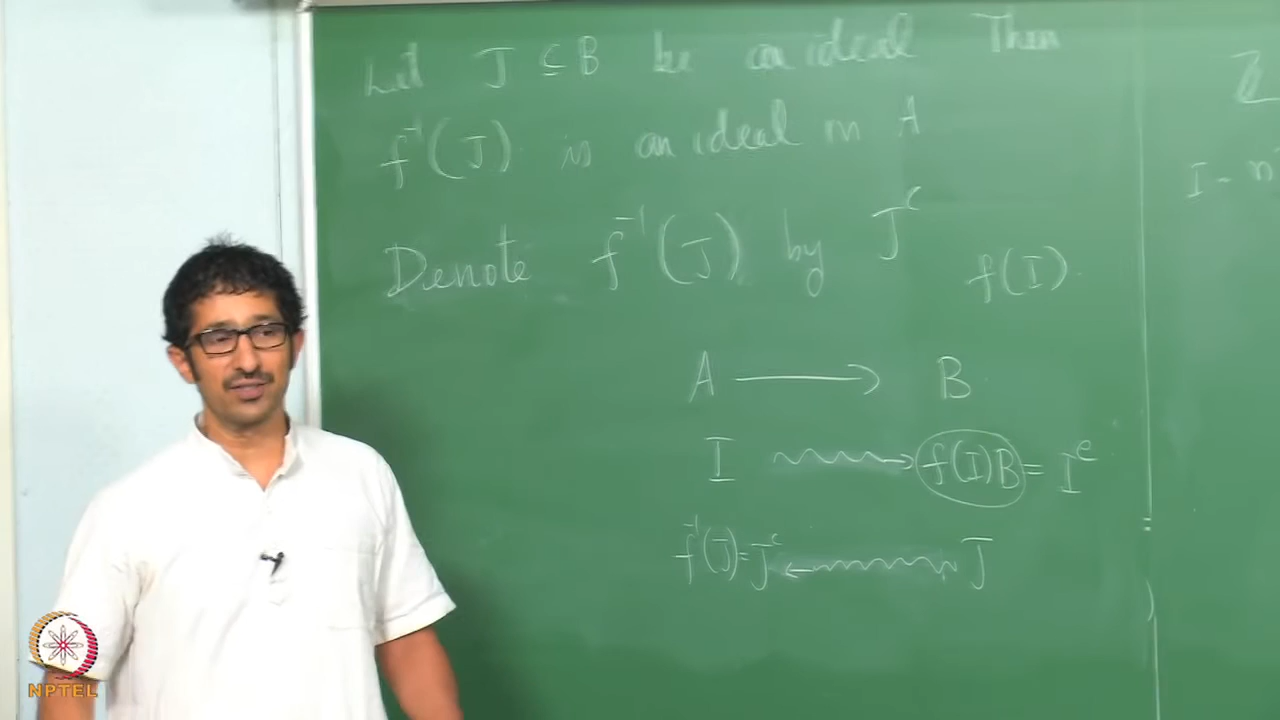 Let J ⊆ B be an ideal Then
f⁻¹(J) is an ideal in A
Denote f⁻¹(J) by Jᶜ
f(I)
A ⟶ B
I ⟿ f(I)B = Iᵉ
f⁻¹(J) = Jᶜ ⬳ J
I - n
NPTEL